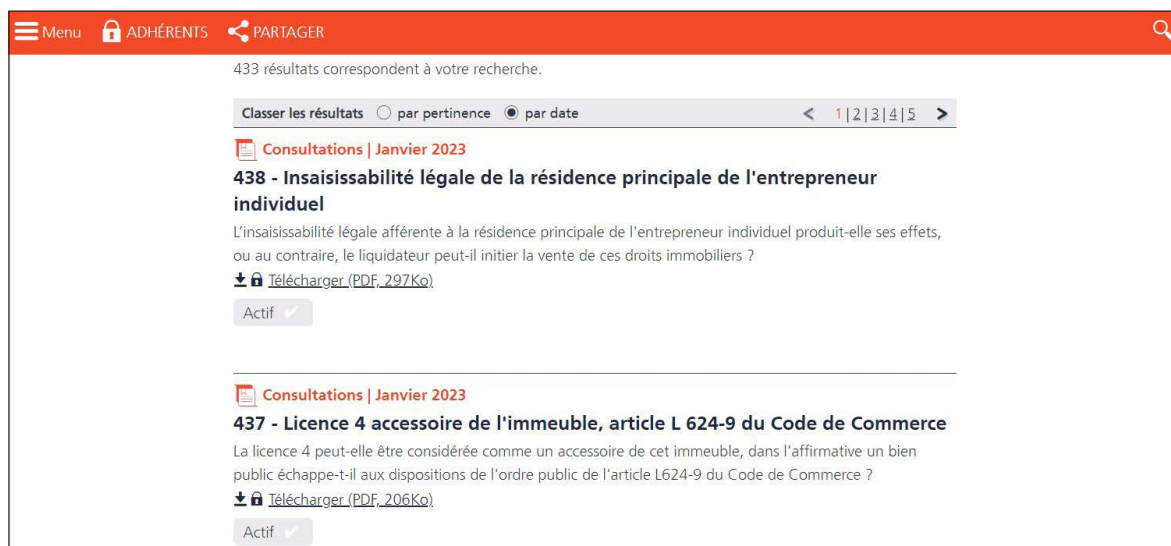 Menu ADHÉRENTS PARTAGER
433 résultats correspondent à votre recherche.
Classer les résultats par pertinence par date < 1|2|3|4|5 >
Consultations | Janvier 2023
438 - Insaisissabilité légale de la résidence principale de l'entrepreneur
individuel
L'insaisissabilité légale afférente à la résidence principale de l'entrepreneur individuel produit-elle ses effets,
ou au contraire, le liquidateur peut-il initier la vente de ces droits immobiliers ?
Télécharger (PDF, 297Ko)
Actif
Consultations | Janvier 2023
437 - Licence 4 accessoire de l'immeuble, article L 624-9 du Code de Commerce
La licence 4 peut-elle être considérée comme un accessoire de cet immeuble, dans l'affirmative un bien
public échappe-t-il aux dispositions de l'ordre public de l'article L624-9 du Code de Commerce ?
Télécharger (PDF, 206Ko)
Actif